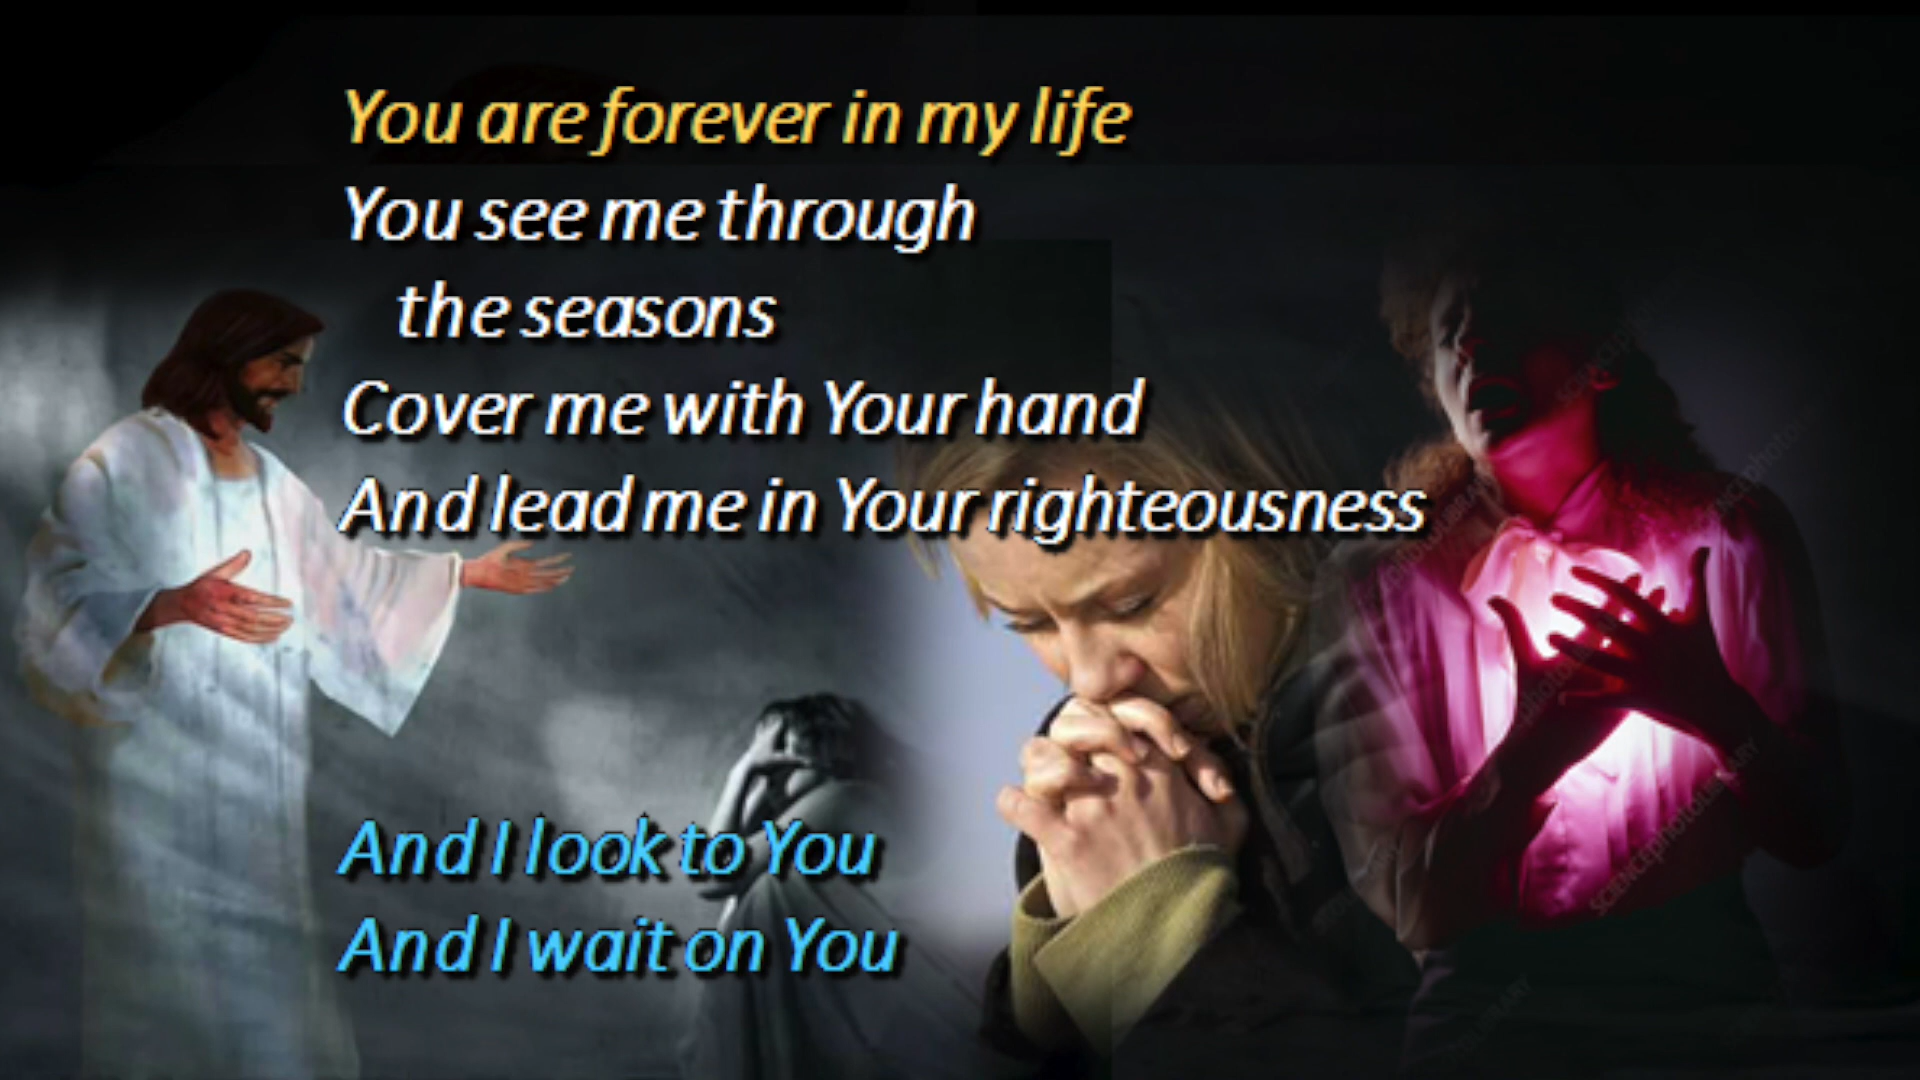 You are forever in my life
You see me through
the seasons
Cover me with Your hand
And lead me in Your righteousness
And I look to You
And I wait on You